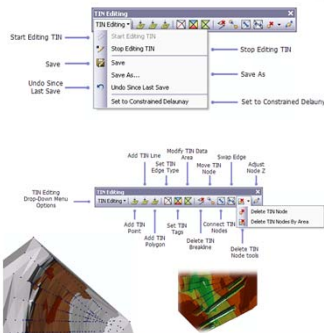 TIN Editing
TIN Editing
Start Editing TIN
Start Editing TIN
Stop Editing TIN
Stop Editing TIN
Save
Save
Save As...
Save As
Undo Since
Last Save
Undo Since Last Save
Set to Constrained Delaunay
Set to Constrained Delaunay
Add TIN Line
Set TIN
Edge Type
Modify TIN Data
Area
Move TIN
Node
Swap Edge
Adjust
Node Z
TIN Editing
Drop-Down Menu
Options
TIN Editing
TIN Editing
Delete TIN Node
Delete TIN Nodes By Area
Add TIN
Point
Add TIN
Polygon
Set TIN
Tags
Delete TIN
Breakline
Connect TIN
Nodes
Delete TIN
Node tools